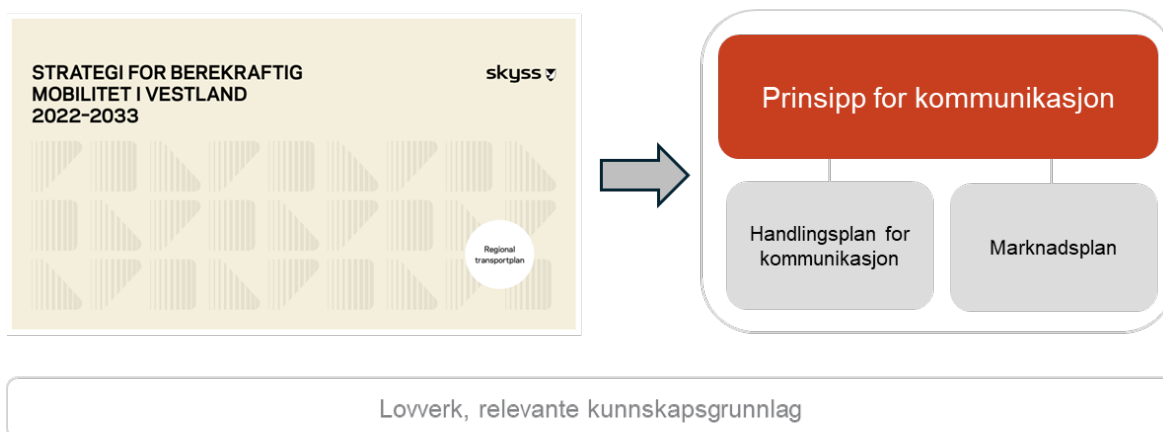 STRATEGI FOR BEREKRAFTIG
MOBILITET I VESTLAND
2022-2033
skyss
Regional
transportplan
Prinsipp for kommunikasjon
Handlingsplan for
kommunikasjon
Marknadsplan
Lovverk, relevante kunnskapsgrunnlag